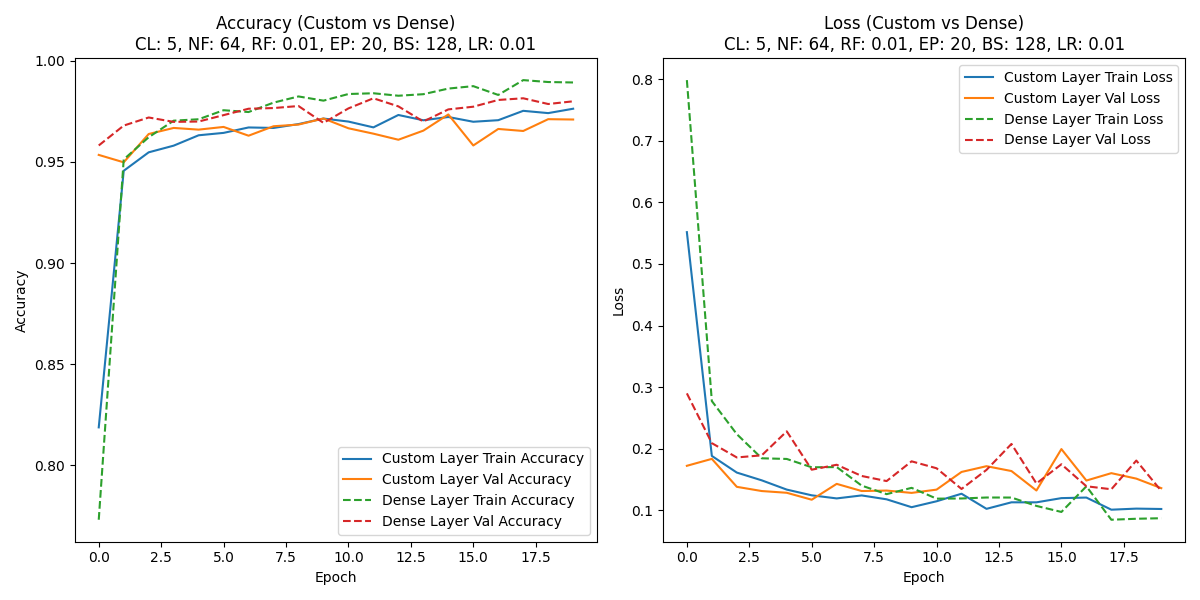 Accuracy (Custom vs Dense)
CL: 5, NF: 64, RF: 0.01, EP: 20, BS: 128, LR: 0.01
1.00
0.95
0.90
0.85
0.80
Accuracy
0.0 2.5 5.0 7.5 10.0 12.5 15.0 17.5
Epoch
Custom Layer Train Accuracy
Custom Layer Val Accuracy
Dense Layer Train Accuracy
Dense Layer Val Accuracy
Loss (Custom vs Dense)
CL: 5, NF: 64, RF: 0.01, EP: 20, BS: 128, LR: 0.01
0.8
0.7
0.6
0.5
0.4
0.3
0.2
0.1
Loss
0.0 2.5 5.0 7.5 10.0 12.5 15.0 17.5
Epoch
Custom Layer Train Loss
Custom Layer Val Loss
Dense Layer Train Loss
Dense Layer Val Loss